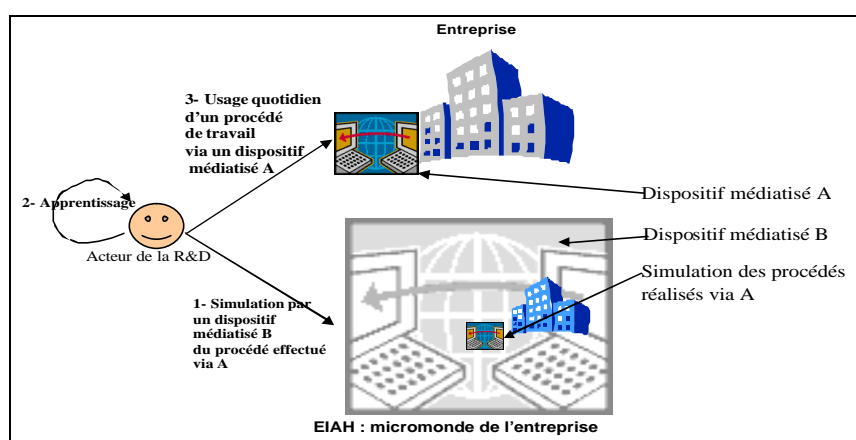 Entreprise
3- Usage quotidien
d’un procédé
de travail
via un dispositif
médiatisé A
2- Apprentissage
Acteur de la R&D
Dispositif médiatisé A
Dispositif médiatisé B
Simulation des procédés
réalisés via A
1- Simulation par
un dispositif
médiatisé B
du procédé effectué
via A
EIAH : micromonde de l’entreprise